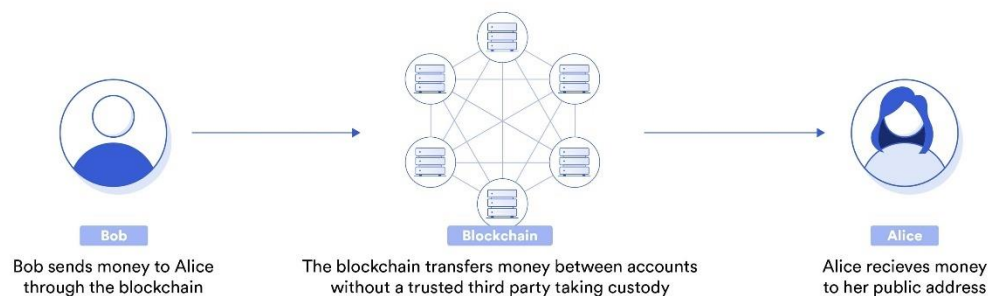 Bob
Bob sends money to Alice
through the blockchain
Blockchain
The blockchain transfers money between accounts
without a trusted third party taking custody
Alice
Alice recieves money
to her public address